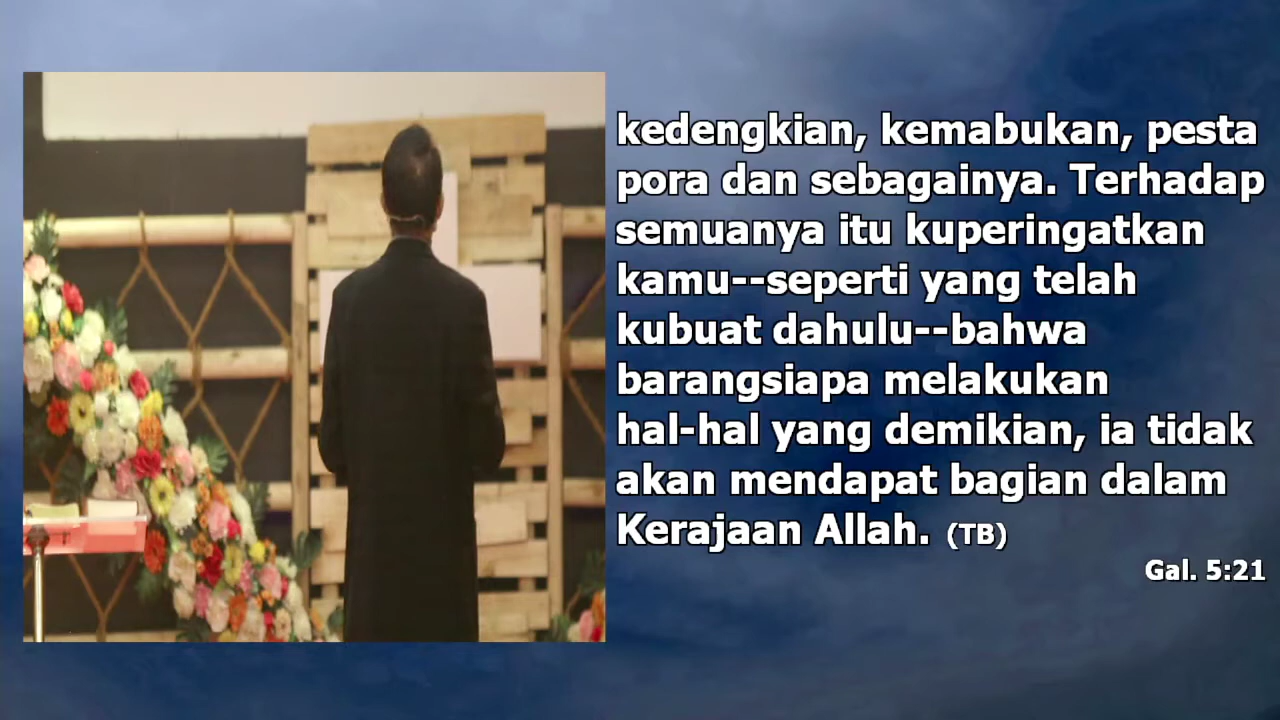 kedengkian, kemabukan, pesta
pora dan sebagainya. Terhadap
semuanya itu kuperingatkan
kamu--seperti yang telah
kubuat dahulu--bahwa
barangsiapa melakukan
hal-hal yang demikian, ia tidak
akan mendapat bagian dalam
Kerajaan Allah. (TB)
Gal. 5:21